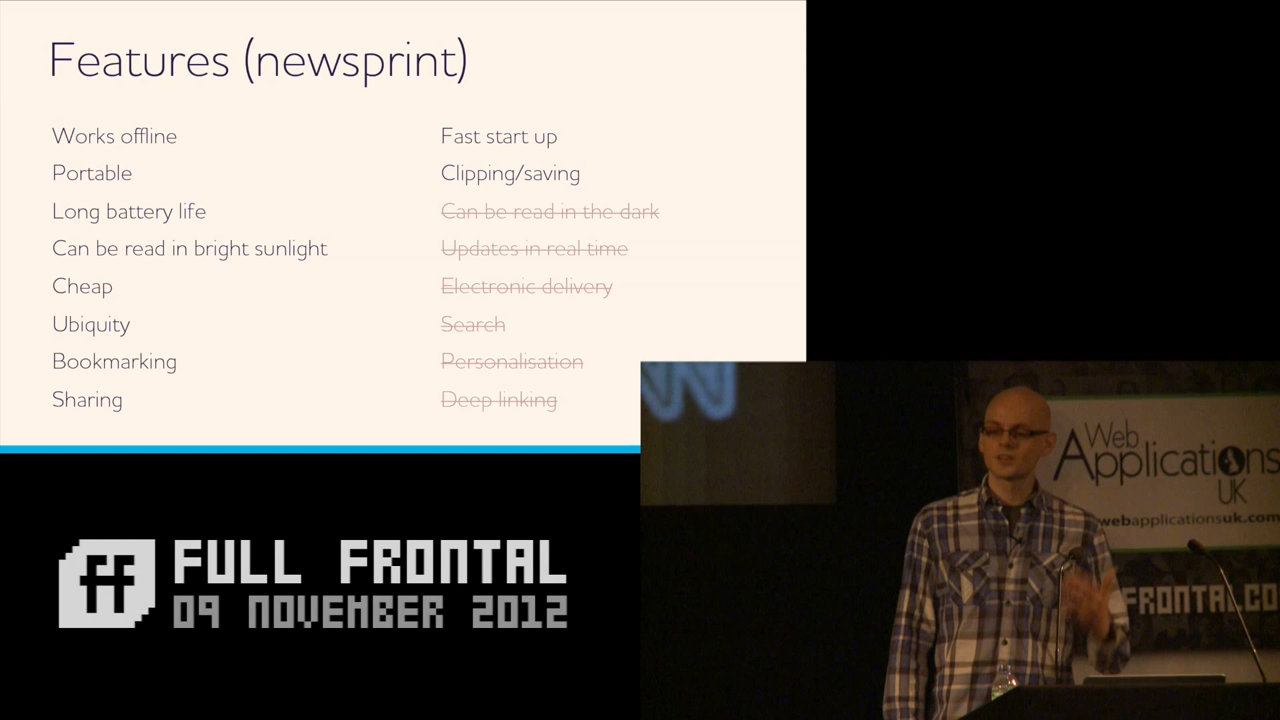 Features (newsprint)
Works offline
Portable
Long battery life
Can be read in bright sunlight
Cheap
Ubiquity
Bookmarking
Sharing
Fast start up
Clipping/saving
Can be read in the dark
Updates in real time
Electronic delivery
Search
Personalisation
Deep linking
ff FULL FRONTAL
09 NOVEMBER 2012
Web
Applications
UK
webapplicationsuk.com
FRONTALCO